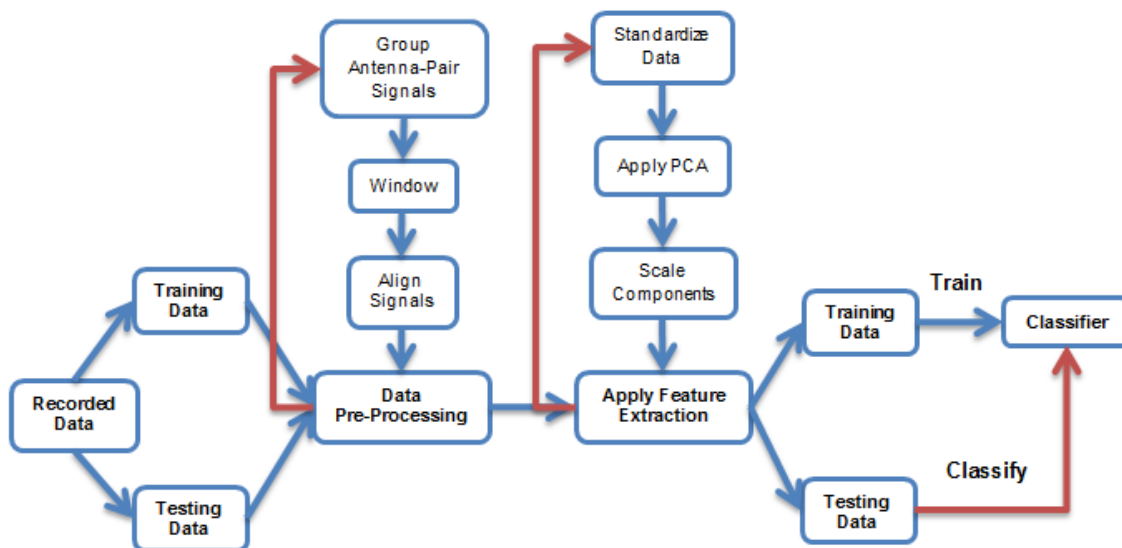 Group
Antenna-Pair
Signals
Window
Align
Signals
Standardize
Data
Apply PCA
Scale
Components
Recorded
Data
Training
Data
Testing
Data
Data
Pre-Processing
Apply Feature
Extraction
Training
Data
Testing
Data
Train
Classify
Classifier